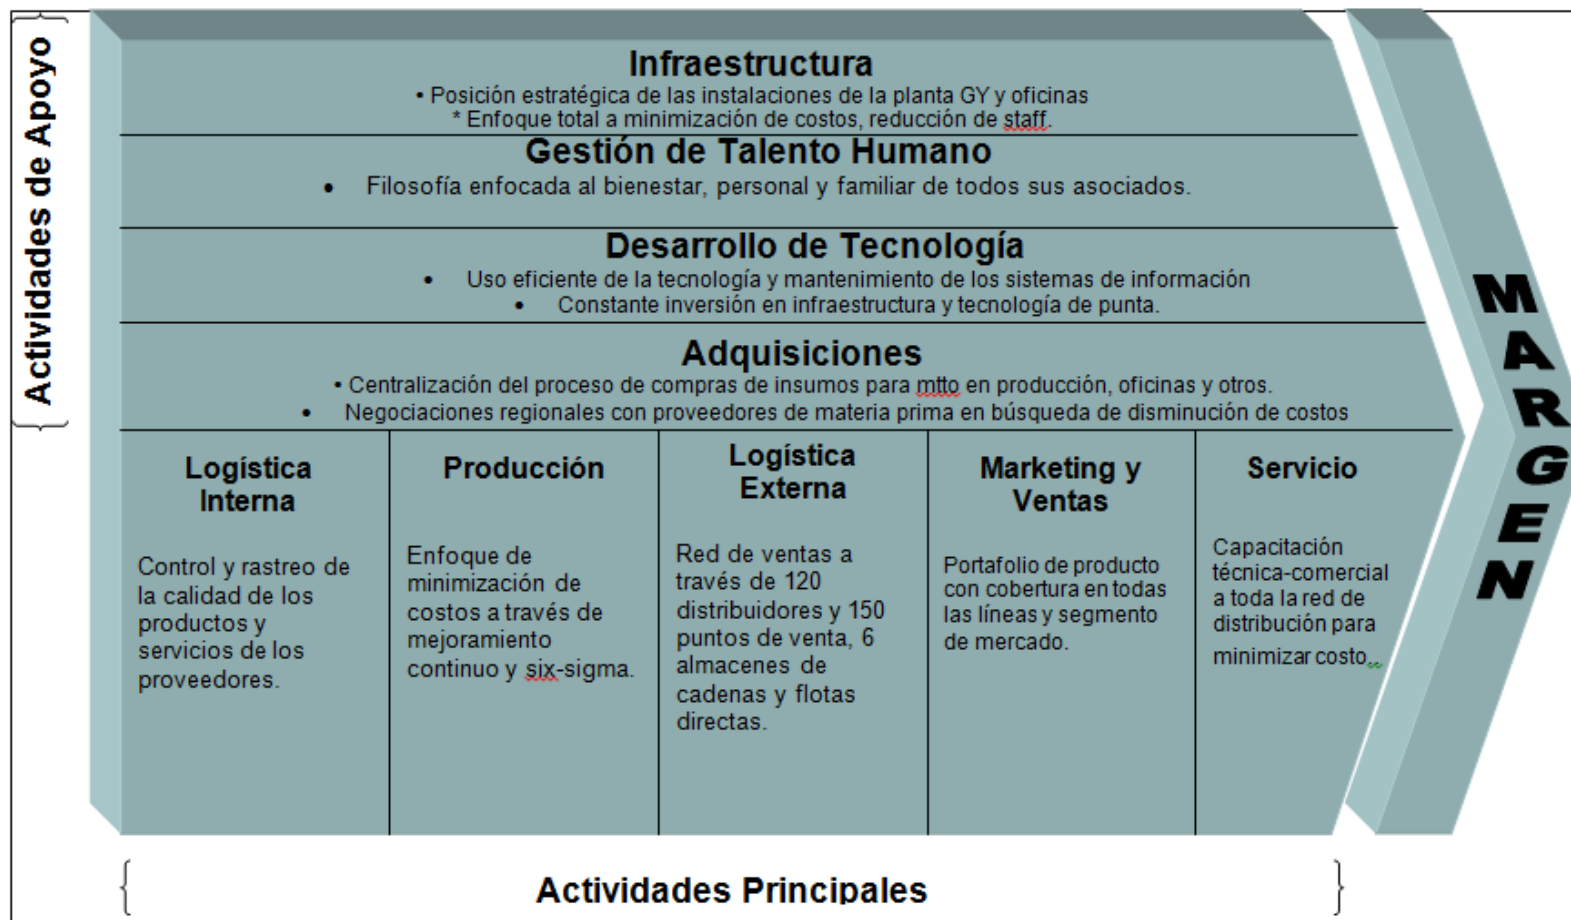 Actividades de Apoyo
Infraestructura
• Posición estratégica de las instalaciones de la planta GY y oficinas
* Enfoque total a minimización de costos, reducción de staff.
Gestión de Talento Humano
• Filosofía enfocada al bienestar, personal y familiar de todos sus asociados.
Desarrollo de Tecnología
• Uso eficiente de la tecnología y mantenimiento de los sistemas de información
• Constante inversión en infraestructura y tecnología de punta.
Adquisiciones
• Centralización del proceso de compras de insumos para mtto en producción, oficinas y otros.
• Negociaciones regionales con proveedores de materia prima en búsqueda de disminución de costos
Logística
Interna
Control y rastreo de
la calidad de los
productos y
servicios de los
proveedores.
Producción
Enfoque de
minimización de
costos a través de
mejoramiento
continuo y six-sigma.
Logística
Externa
Red de ventas a
través de 120
distribuidores y 150
puntos de venta, 6
almacenes de
cadenas y flotas
directas.
Marketing y
Ventas
Portafolio de producto
con cobertura en todas
las líneas y segmento
de mercado.
Servicio
Capacitación
técnica-comercial
a toda la red de
distribución para
minimizar costo..
MARGEN
Actividades Principales